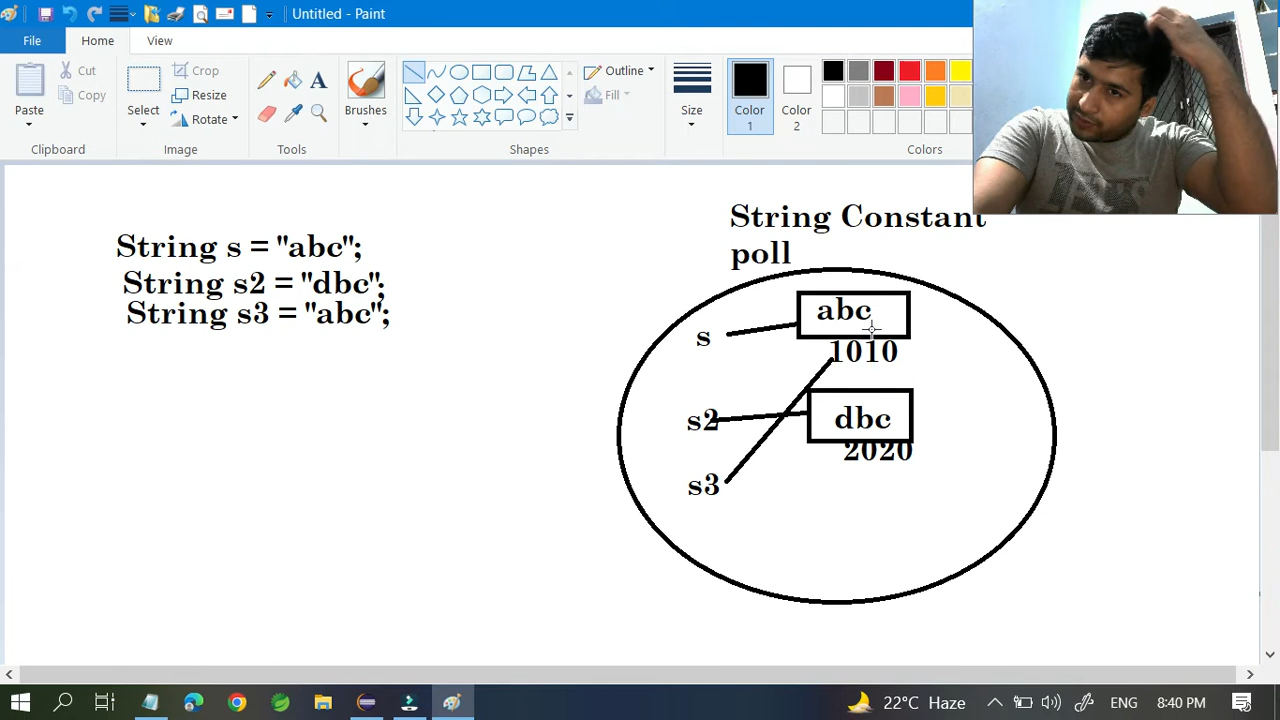 Untitled - Paint
File
Home
View
Paste
Cut
Copy
Clipboard
Select
Crop
Resize
Rotate
Image
Tools
Brushes
Outline
Fill
Shapes
Size
Color
1
Color
2
Colors
String s = "abc";
String s2 = "dbc";
String s3 = "abc";
String Constant
poll
abc
s
1010
s2
dbc
2020
s3
22°C Haze
ENG
8:40 PM